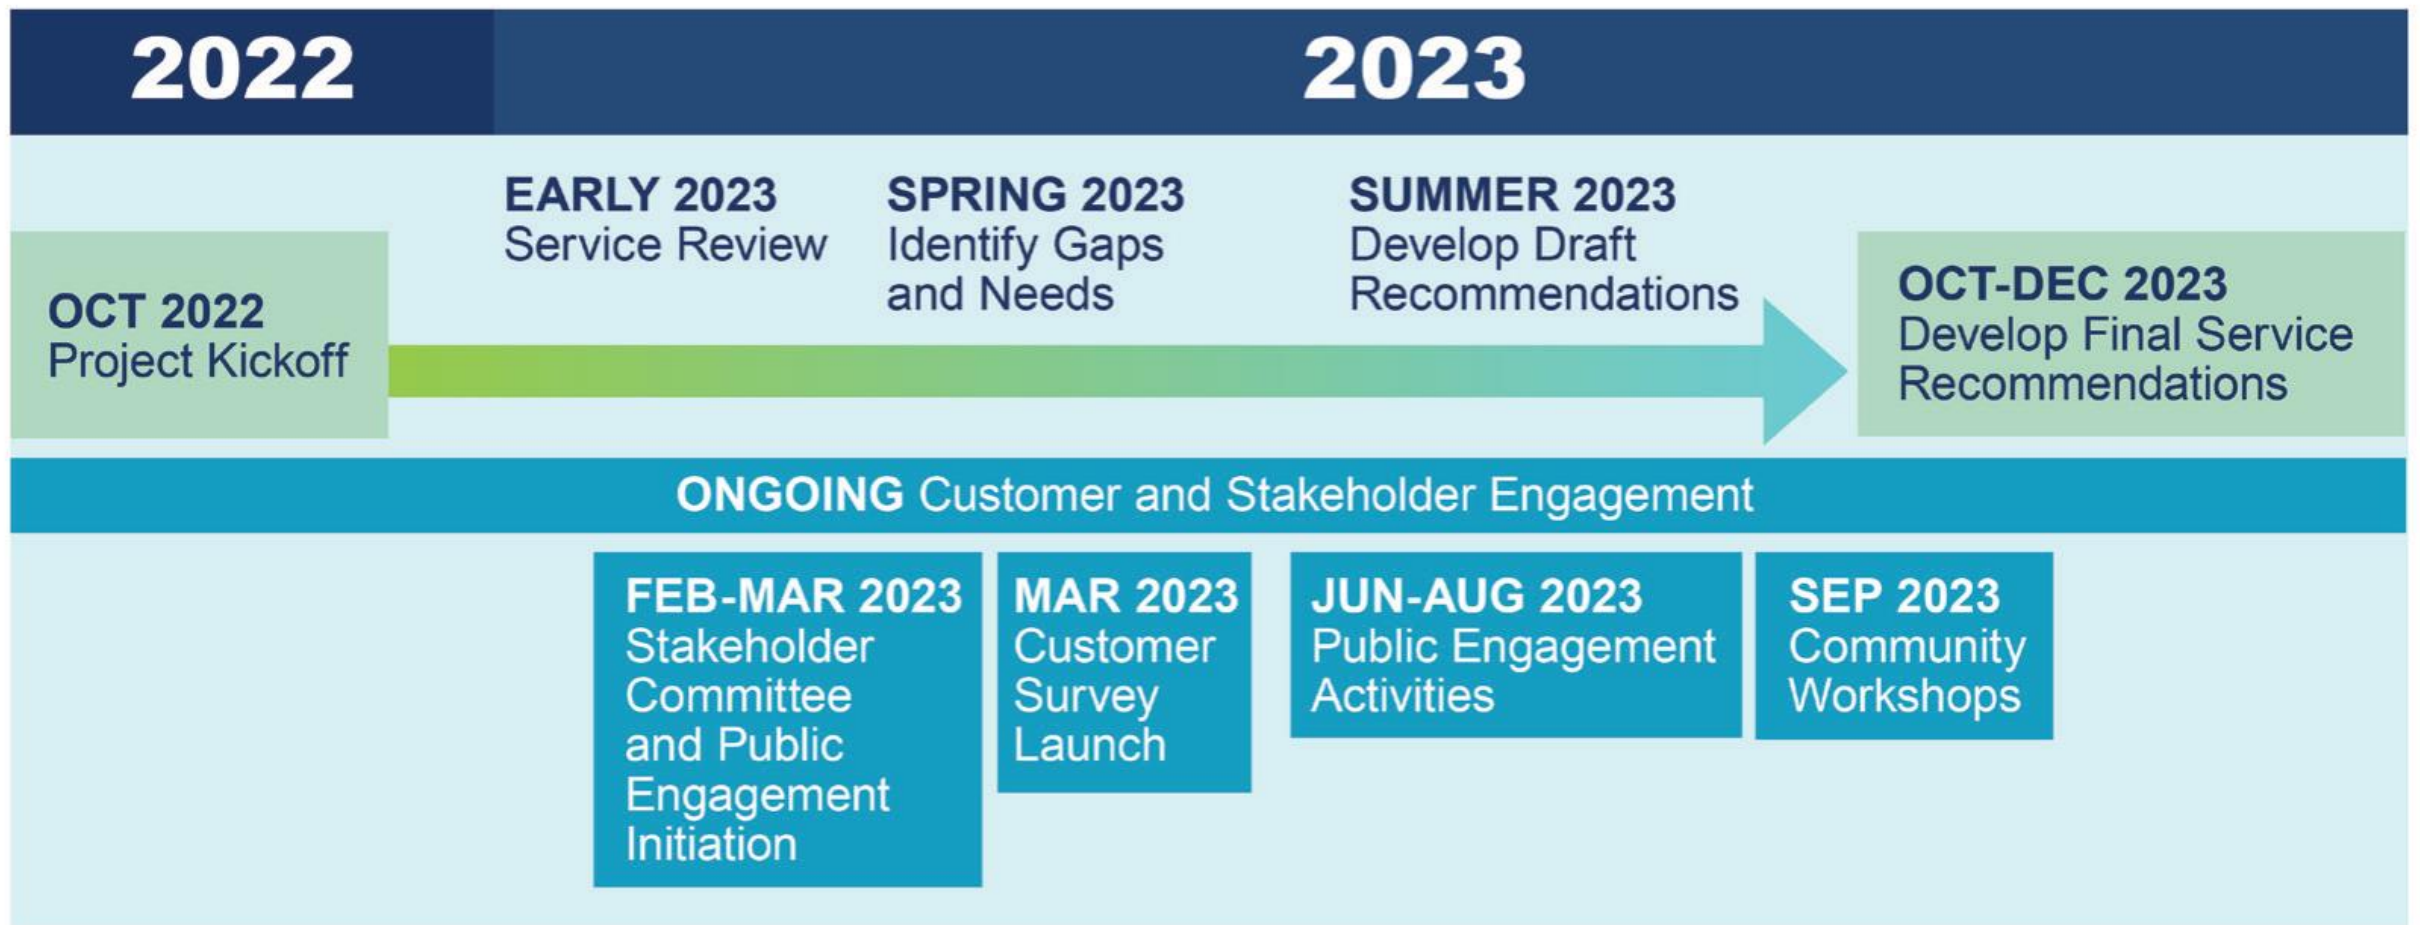 2022
2023
OCT 2022
Project Kickoff
EARLY 2023
Service Review
SPRING 2023
Identify Gaps
and Needs
SUMMER 2023
Develop Draft
Recommendations
OCT-DEC 2023
Develop Final Service
Recommendations
ONGOING Customer and Stakeholder Engagement
FEB-MAR 2023
Stakeholder
Committee
and Public
Engagement
Initiation
MAR 2023
Customer
Survey
Launch
JUN-AUG 2023
Public Engagement
Activities
SEP 2023
Community
Workshops